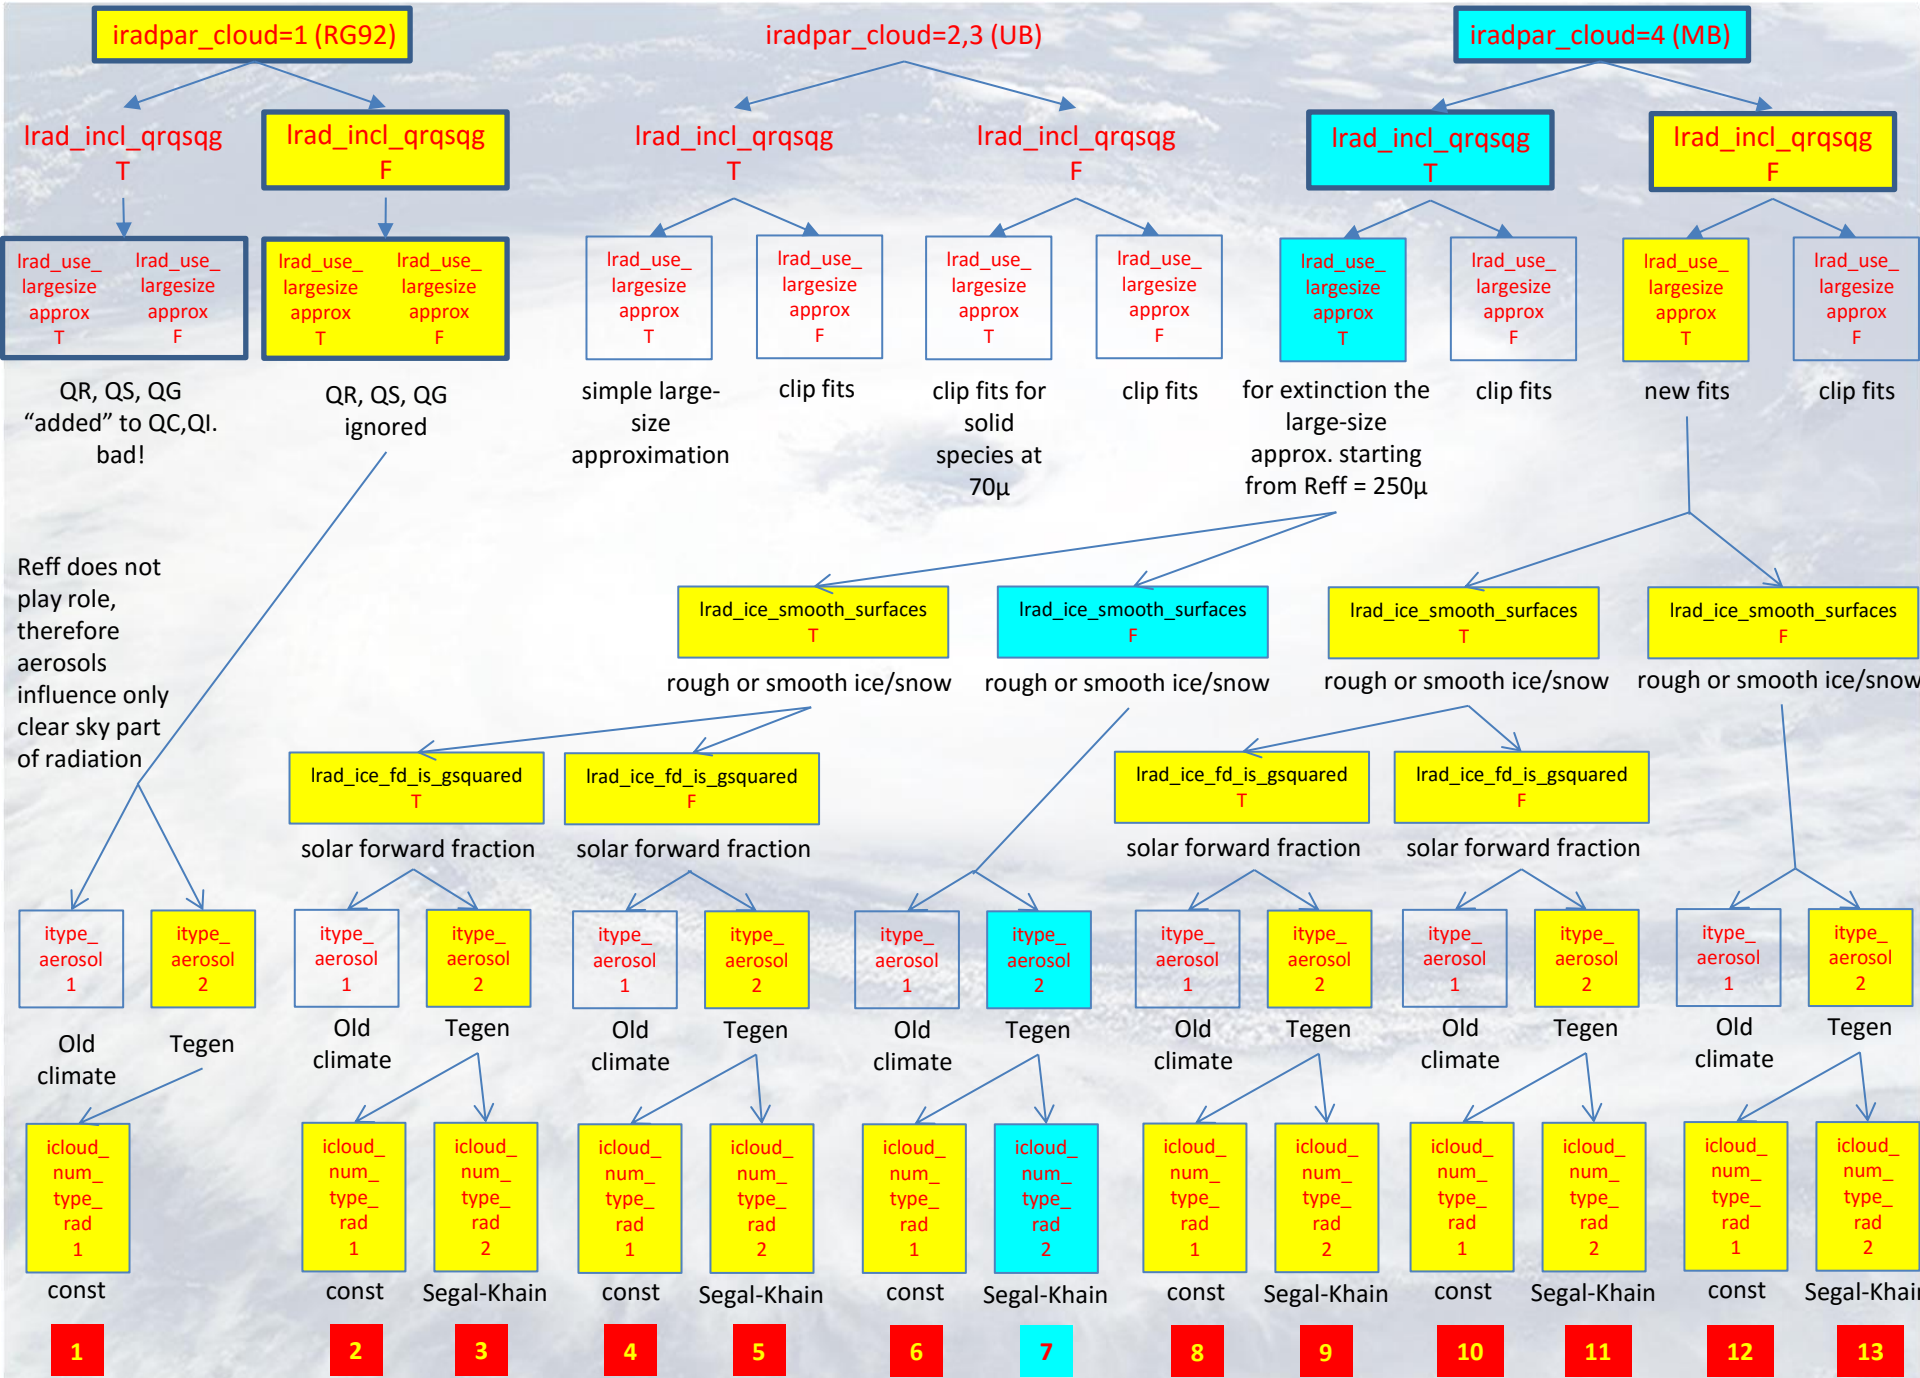 iradpar_cloud=1 (RG92)
iradpar_cloud=2,3 (UB)
iradpar_cloud=4 (MB)
lrad_incl_qrqsqg
T
lrad_incl_qrqsqg
F
lrad_incl_qrqsqg
T
lrad_incl_qrqsqg
F
lrad_incl_qrqsqg
T
lrad_incl_qrqsqg
F
lrad_use_
largesize
approx
T
lrad_use_
largesize
approx
F
lrad_use_
largesize
approx
T
lrad_use_
largesize
approx
F
lrad_use_
largesize
approx
T
lrad_use_
largesize
approx
F
lrad_use_
largesize
approx
T
lrad_use_
largesize
approx
F
lrad_use_
largesize
approx
T
lrad_use_
largesize
approx
F
lrad_use_
largesize
approx
T
lrad_use_
largesize
approx
F
QR, QS, QG
“added” to QC,QI.
bad!
QR, QS, QG
ignored
simple large-
size
approximation
clip fits
clip fits for
solid
species at
70µ
clip fits
for extinction the
large-size
approx. starting
from Reff = 250µ
clip fits
new fits
clip fits
Reff does not
play role,
therefore
aerosols
influence only
clear sky part
of radiation
lrad_ice_smooth_surfaces
T
lrad_ice_smooth_surfaces
F
lrad_ice_smooth_surfaces
T
lrad_ice_smooth_surfaces
F
rough or smooth ice/snow
rough or smooth ice/snow
rough or smooth ice/snow
rough or smooth ice/snow
lrad_ice_fd_is_gsquared
T
lrad_ice_fd_is_gsquared
F
lrad_ice_fd_is_gsquared
T
lrad_ice_fd_is_gsquared
F
solar forward fraction
solar forward fraction
solar forward fraction
solar forward fraction
itype_
aerosol
1
itype_
aerosol
2
itype_
aerosol
1
itype_
aerosol
2
itype_
aerosol
1
itype_
aerosol
2
itype_
aerosol
1
itype_
aerosol
2
itype_
aerosol
1
itype_
aerosol
2
itype_
aerosol
1
itype_
aerosol
2
itype_
aerosol
1
itype_
aerosol
2
Old
climate
Tegen
Old
climate
Tegen
Old
climate
Tegen
Old
climate
Tegen
Old
climate
Tegen
Old
climate
Tegen
Old
climate
Tegen
icloud_
num_
type_
rad
1
icloud_
num_
type_
rad
1
icloud_
num_
type_
rad
2
icloud_
num_
type_
rad
1
icloud_
num_
type_
rad
2
icloud_
num_
type_
rad
1
icloud_
num_
type_
rad
2
icloud_
num_
type_
rad
1
icloud_
num_
type_
rad
2
icloud_
num_
type_
rad
1
icloud_
num_
type_
rad
2
icloud_
num_
type_
rad
1
icloud_
num_
type_
rad
2
const
const
Segal-Khain
const
Segal-Khain
const
Segal-Khain
const
Segal-Khain
const
Segal-Khain
const
Segal-Khain
1
2
3
4
5
6
7
8
9
10
11
12
13